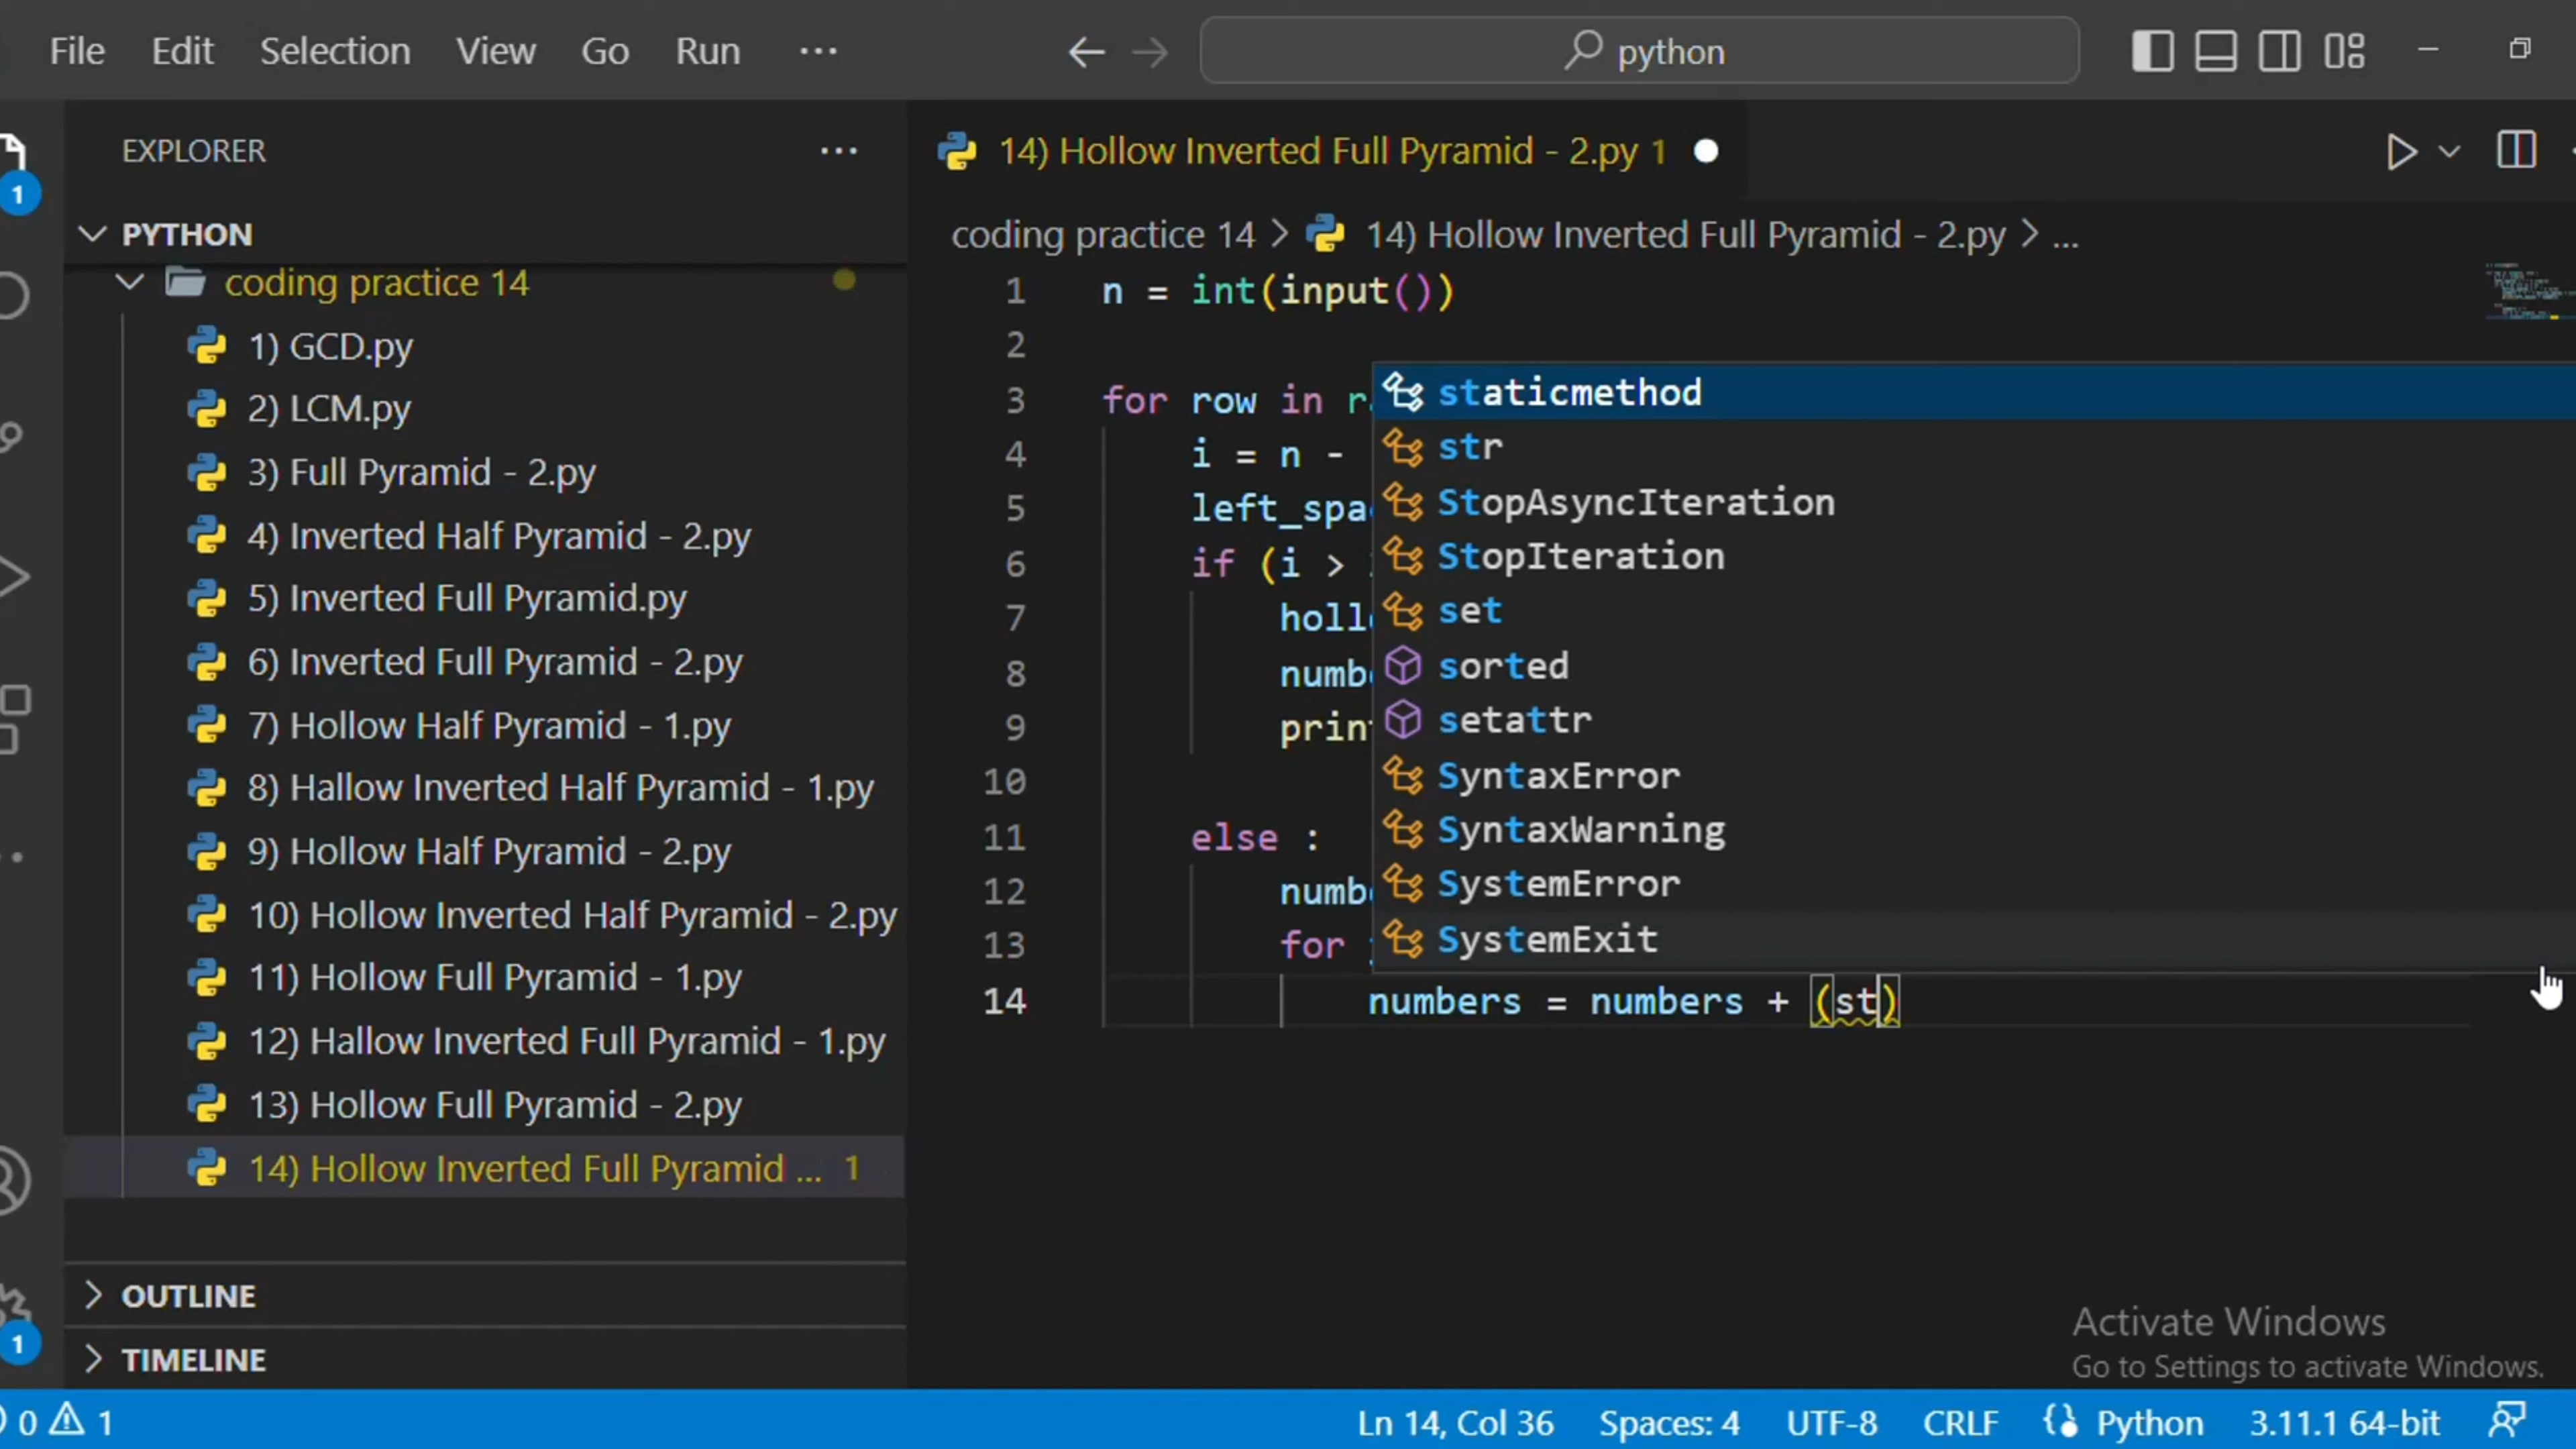 File Edit Selection View Go Run ...
python
EXPLORER ...
PYTHON
coding practice 14
1) GCD.py
2) LCM.py
3) Full Pyramid - 2.py
4) Inverted Half Pyramid - 2.py
5) Inverted Full Pyramid.py
6) Inverted Full Pyramid - 2.py
7) Hollow Half Pyramid - 1.py
8) Hallow Inverted Half Pyramid - 1.py
9) Hollow Half Pyramid - 2.py
10) Hollow Inverted Half Pyramid - 2.py
11) Hollow Full Pyramid - 1.py
12) Hallow Inverted Full Pyramid - 1.py
13) Hollow Full Pyramid - 2.py
14) Hollow Inverted Full Pyramid ... 1
OUTLINE
TIMELINE
1
1
14) Hollow Inverted Full Pyramid - 2.py 1
coding practice 14 > 14) Hollow Inverted Full Pyramid - 2.py > ...
1 n = int(input())
2
3 for row in r
4 i = n -
5 left_spa
6 if (i >
7 holl
8 numb
9 prin
10
11 else :
12 numb
13 for
14 numbers = numbers + (st)
staticmethod
str
StopAsyncIteration
StopIteration
set
sorted
setattr
SyntaxError
SyntaxWarning
SystemError
SystemExit
Activate Windows
Go to Settings to activate Windows.
0 1 Ln 14, Col 36 Spaces: 4 UTF-8 CRLF Python 3.11.1 64-bit